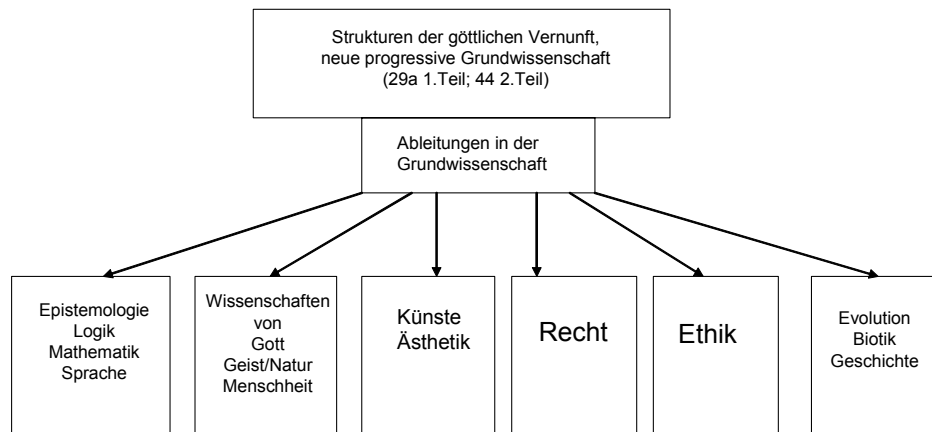 Strukturen der göttlichen Vernunft,
neue progressive Grundwissenschaft
(29a 1.Teil; 44 2.Teil)
Ableitungen in der
Grundwissenschaft
Epistemologie
Logik
Mathematik
Sprache
Wissenschaften
von
Gott
Geist/Natur
Menschheit
Künste
Ästhetik
Recht
Ethik
Evolution
Biotik
Geschichte